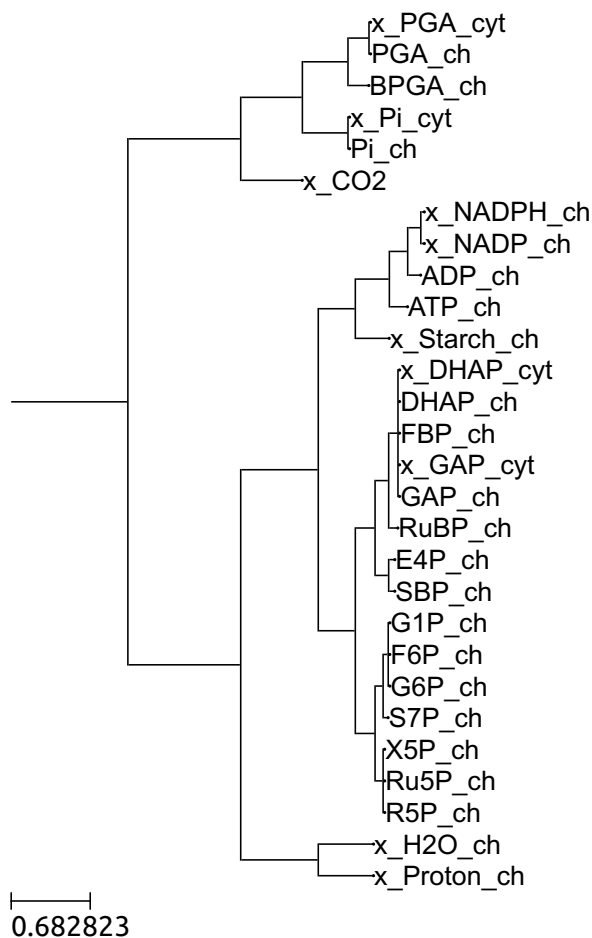 x_PGA_cyt
PGA_ch
BPGA_ch
x_Pi_cyt
Pi_ch
x_CO2
x_NADPH_ch
x_NADP_ch
ADP_ch
ATP_ch
x_Starch_ch
x_DHAP_cyt
DHAP_ch
FBP_ch
x_GAP_cyt
GAP_ch
RuBP_ch
E4P_ch
SBP_ch
G1P_ch
F6P_ch
G6P_ch
S7P_ch
X5P_ch
Ru5P_ch
R5P_ch
x_H2O_ch
x_Proton_ch
0.682823